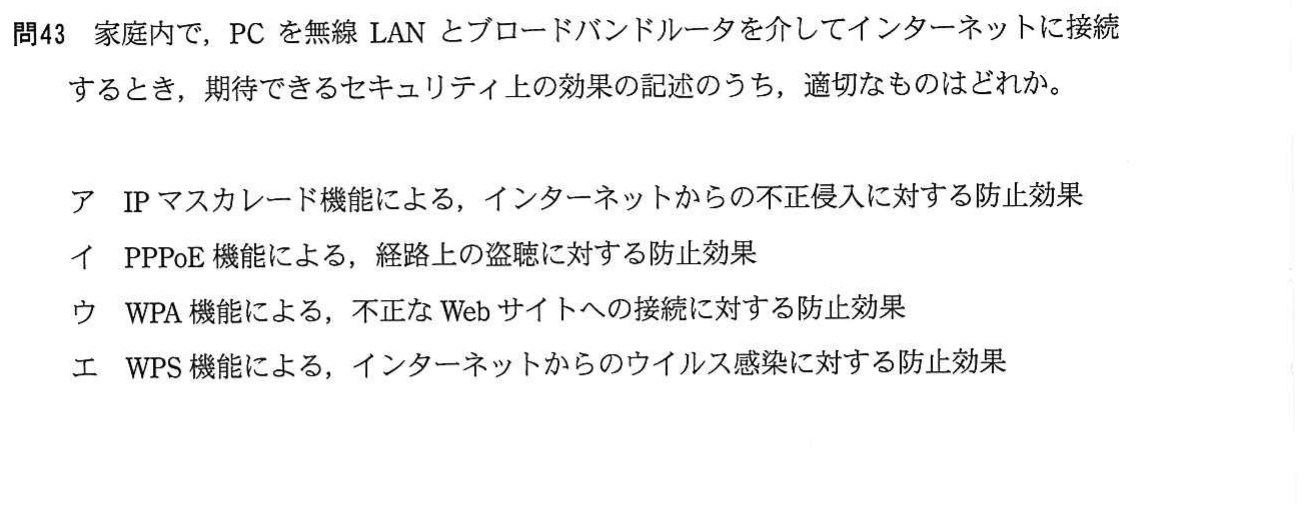 問43 家庭内で，PC を無線 LAN とブロードバンドルータを介してインターネットに接続
するとき，期待できるセキュリティ上の効果の記述のうち，適切なものはどれか。
ア IP マスカレード機能による，インターネットからの不正侵入に対する防止効果
イ PPPoE 機能による，経路上の盗聴に対する防止効果
ウ WPA 機能による，不正な Web サイトへの接続に対する防止効果
エ WPS 機能による，インターネットからのウイルス感染に対する防止効果